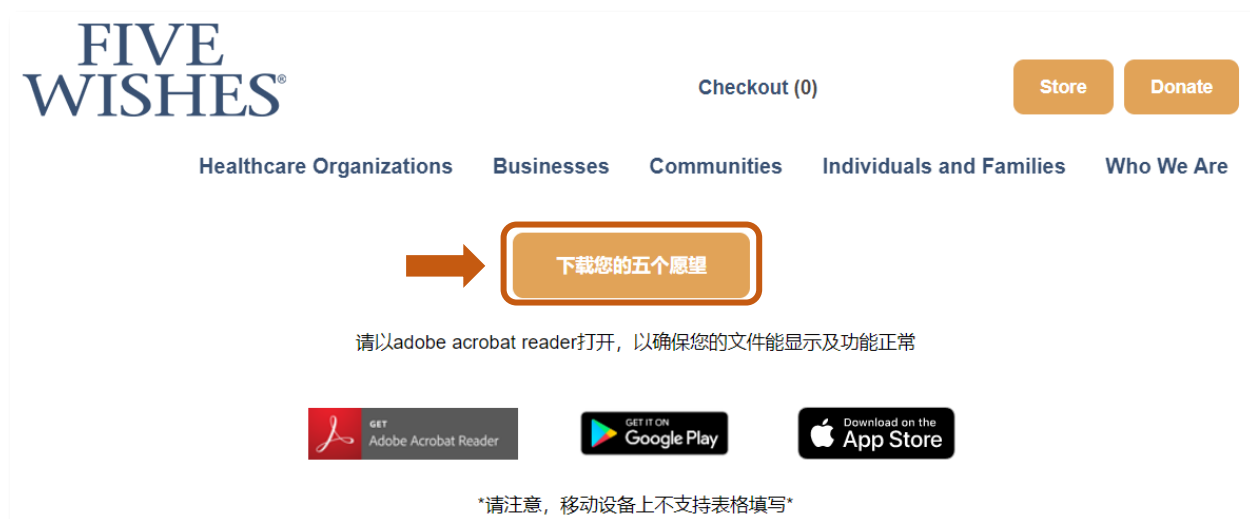 FIVE
WISHES®
Checkout (0)
Store
Donate
Healthcare Organizations
Businesses
Communities
Individuals and Families
Who We Are
下载您的五个愿望
请以adobe acrobat reader打开，以确保您的文件能显示及功能正常
GET
Adobe Acrobat Reader
GET IT ON
Google Play
Download on the
App Store
*请注意，移动设备上不支持表格填写*